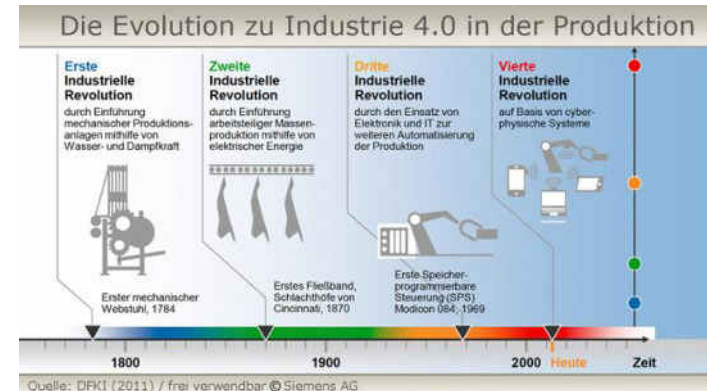 Die Evolution zu Industrie 4.0 in der Produktion
Erste
Industrielle
Revolution
durch Einführung
mechanischer Produktions-
anlagen mithilfe von
Wasser- und Dampfkraft
Zweite
Industrielle
Revolution
durch Einführung
arbeitsteiliger Massen-
produktion mithilfe von
elektrischer Energie
Dritte
Industrielle
Revolution
durch den Einsatz von
Elektronik und IT zur
weiteren Automatisierung
der Produktion
Vierte
Industrielle
Revolution
auf Basis von cyber-
physische Systeme
Erster mechanischer
Webstuhl, 1784
Erstes Fließband,
Schlachthöfe von
Cincinnati, 1870
Erste Speicher-
programmierbare
Steuerung (SPS)
Modicon 084, 1969
1800
1900
2000
Heute
Zeit
Quelle: DFKI (2011) / frei verwendbar © Siemens AG